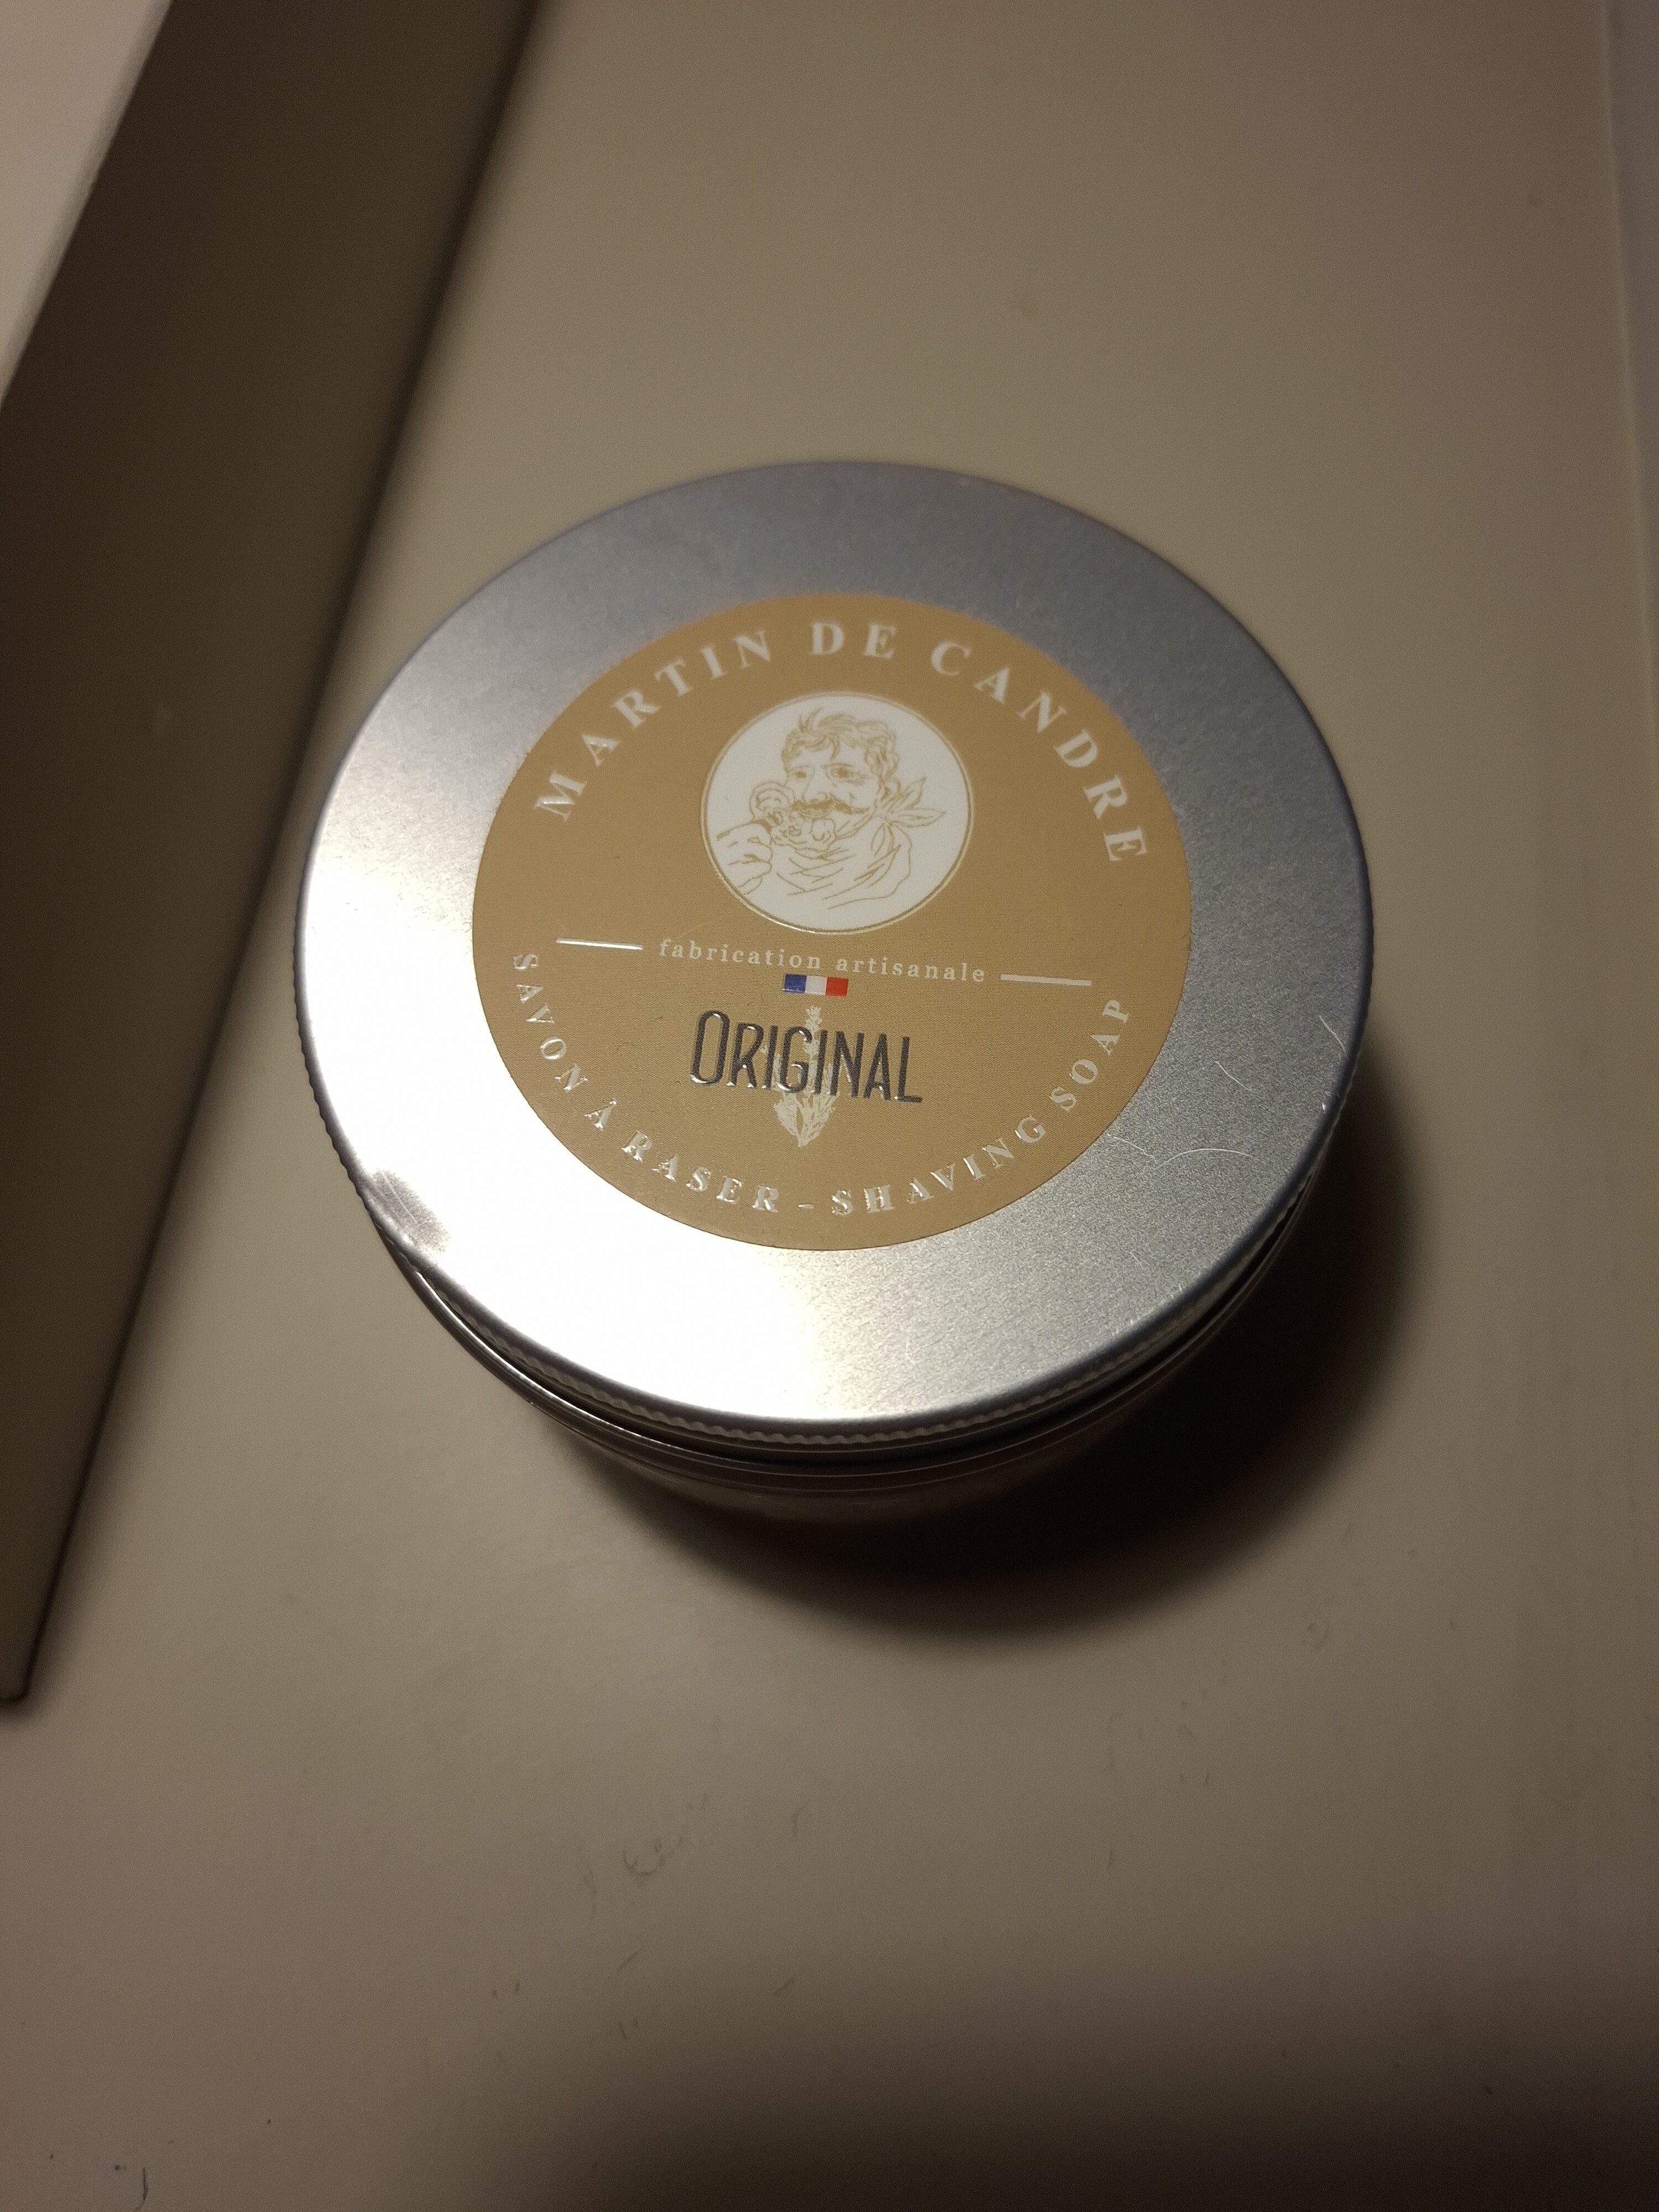 MARTIN DE CANDRE
fabrication artisanale
ORIGINAL
SAVON À RASER - SHAVING SOAP